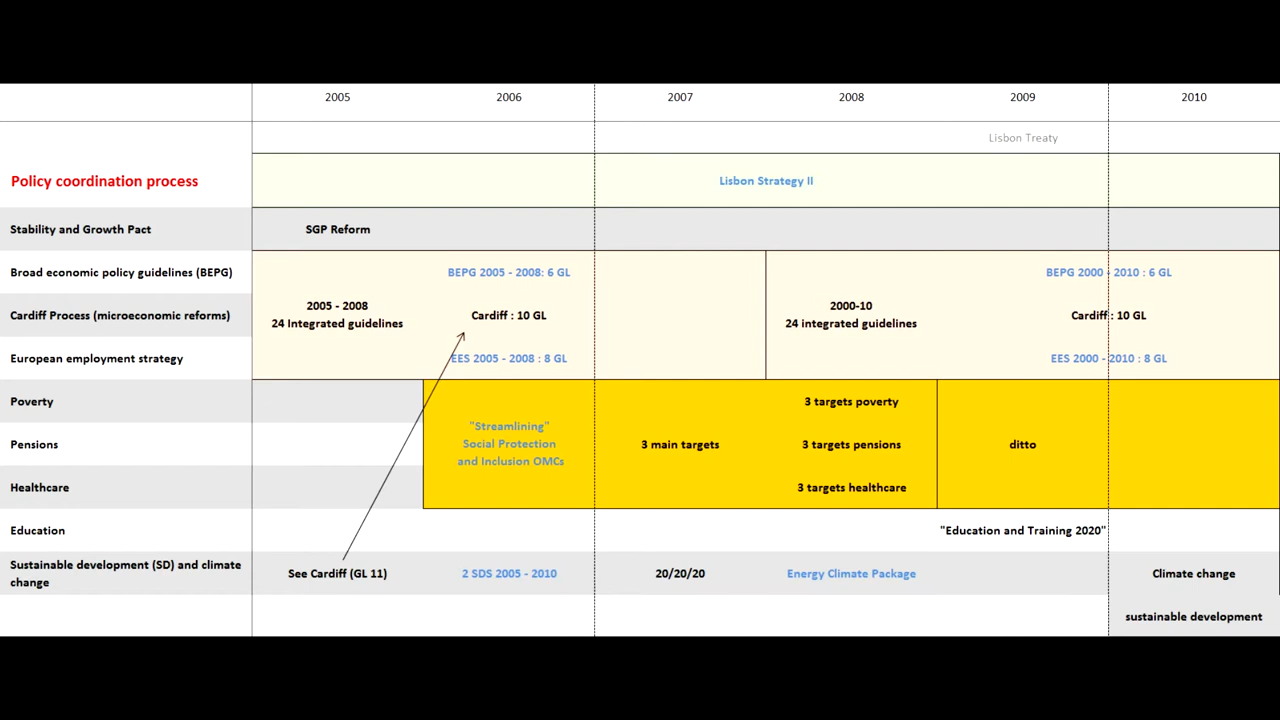 2005 2006 2007 2008 2009 2010
Lisbon Treaty
Policy coordination process
Lisbon Strategy II
Stability and Growth Pact
SGP Reform
Broad economic policy guidelines (BEPG)
BEPG 2005 - 2008: 6 GL
BEPG 2000 - 2010 : 6 GL
Cardiff Process (microeconomic reforms)
2005 - 2008
24 Integrated guidelines
Cardiff : 10 GL
2000-10
24 integrated guidelines
Cardiff : 10 GL
European employment strategy
EES 2005 - 2008 : 8 GL
EES 2000 - 2010 : 8 GL
Poverty
3 targets poverty
Pensions
"Streamlining"
Social Protection
and Inclusion OMCs
3 main targets
3 targets pensions
ditto
Healthcare
3 targets healthcare
Education
"Education and Training 2020"
Sustainable development (SD) and climate
change
See Cardiff (GL 11)
2 SDS 2005 - 2010
20/20/20
Energy Climate Package
Climate change
sustainable development